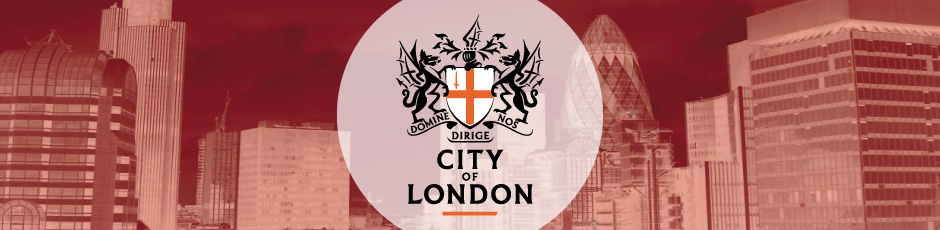 DOMINE DIRIGE NOS
CITY
OF
LONDON